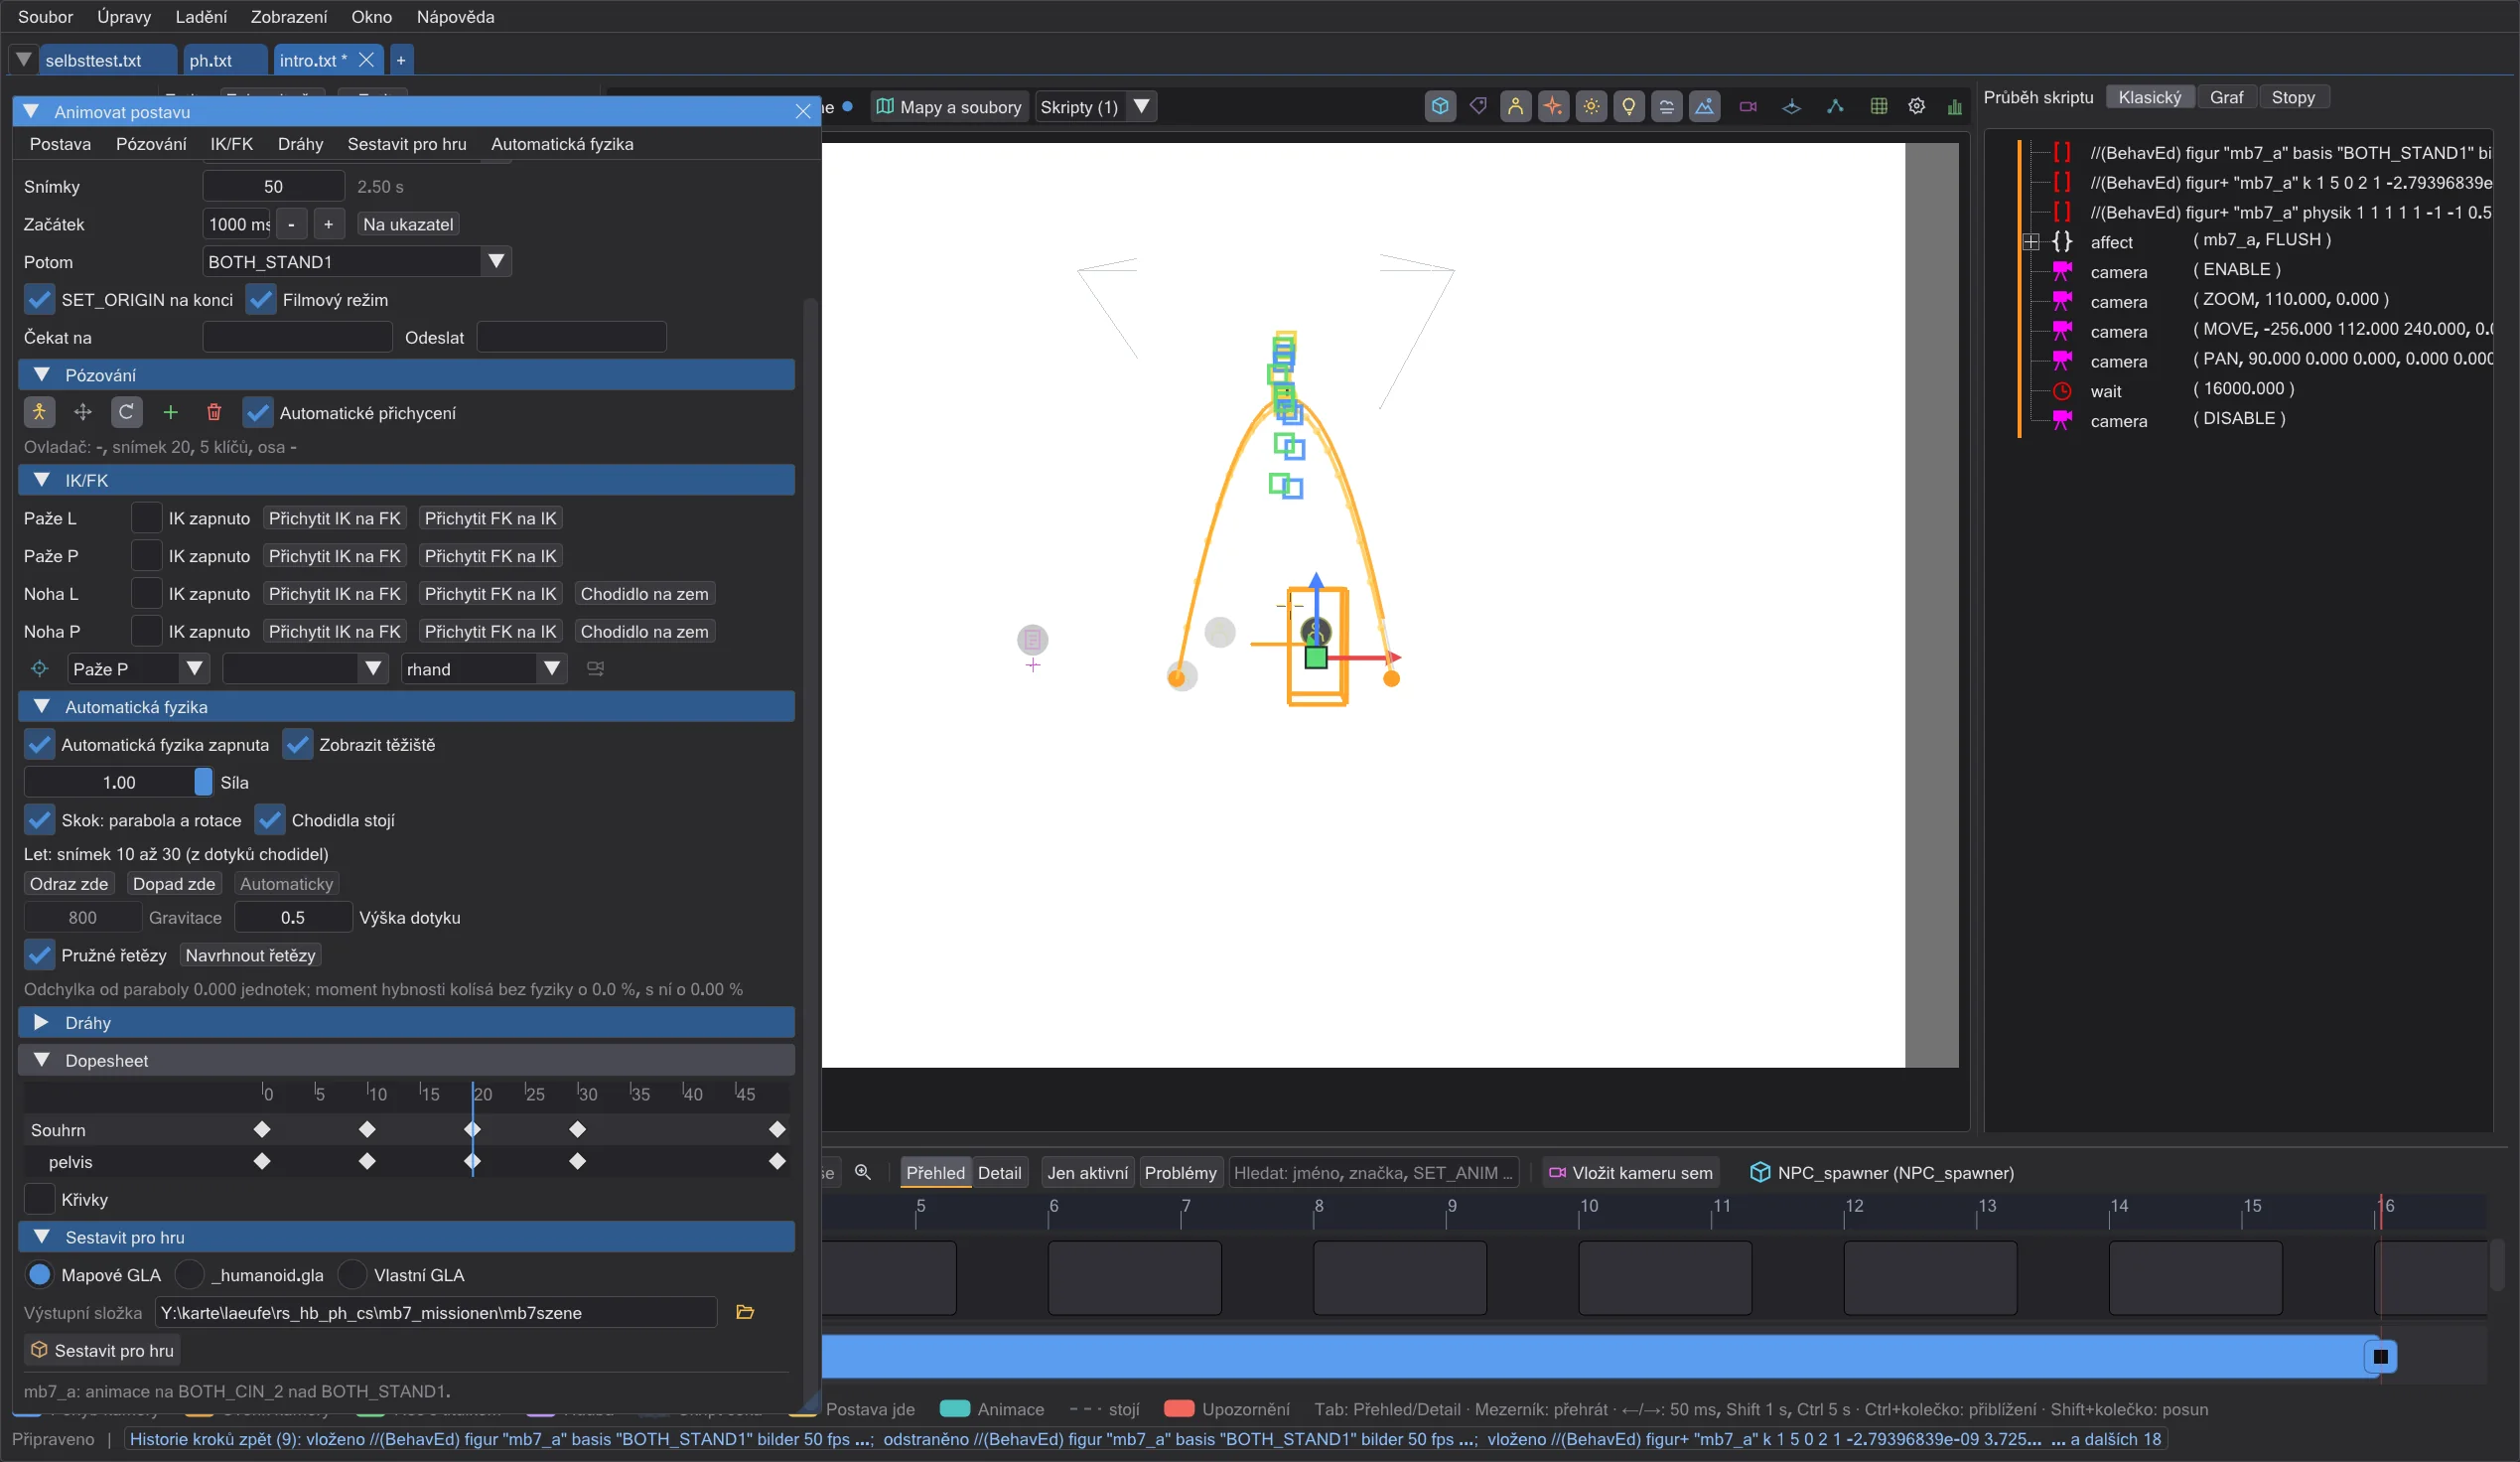 Soubor Úpravy Ladění Zobrazení Okno Nápověda
selbsttest.txt ph.txt intro.txt * +
Animovat postavu
Postava Pózování IK/FK Dráhy Sestavit pro hru Automatická fyzika
Snímky 50 2.50 s
Začátek 1000 ms - + Na ukazatel
Potom BOTH_STAND1
SET_ORIGIN na konci Filmový režim
Čekat na Odeslat
Pózování
Automatické přichycení
Ovladač: -, snímek 20, 5 klíčů, osa -
IK/FK
Paže L IK zapnuto Přichytit IK na FK Přichytit FK na IK
Paže P IK zapnuto Přichytit IK na FK Přichytit FK na IK
Noha L IK zapnuto Přichytit IK na FK Přichytit FK na IK Chodidlo na zem
Noha P IK zapnuto Přichytit IK na FK Přichytit FK na IK Chodidlo na zem
Paže P rhand
Automatická fyzika
Automatická fyzika zapnuta Zobrazit těžiště
1.00 Síla
Skok: parabola a rotace Chodidla stojí
Let: snímek 10 až 30 (z dotyků chodidel)
Odraz zde Dopad zde Automaticky
800 Gravitace 0.5 Výška dotyku
Pružné řetězy Navrhnout řetězy
Odchylka od paraboly 0.000 jednotek; moment hybnosti kolísá bez fyziky o 0.0 %, s ní o 0.00 %
Dráhy
Dopesheet
0 5 10 15 20 25 30 35 40 45
Souhrn
pelvis
Křivky
Sestavit pro hru
Mapové GLA _humanoid.gla Vlastní GLA
Výstupní složka Y:\karte\laeufe\rs_hb_ph_cs\mb7_missionen\mb7szene
Sestavit pro hru
mb7_a: animace na BOTH_CIN_2 nad BOTH_STAND1.
ne Mapy a soubory Skripty (1)
Průběh skriptu Klasický Graf Stopy
//(BehavEd) figur "mb7_a" basis "BOTH_STAND1" bi
//(BehavEd) figur+ "mb7_a" k 1 5 0 2 1 -2.79396839e
//(BehavEd) figur+ "mb7_a" physik 1 1 1 1 1 -1 -1 0.5
affect ( mb7_a, FLUSH )
camera ( ENABLE )
camera ( ZOOM, 110.000, 0.000 )
camera ( MOVE, -256.000 112.000 240.000, 0.0
camera ( PAN, 90.000 0.000 0.000, 0.000 0.000
wait ( 16000.000 )
camera ( DISABLE )
še Přehled Detail Jen aktivní Problémy Hledat: jméno, značka, SET_ANIM ... Vložit kameru sem NPC_spawner (NPC_spawner)
5 6 7 8 9 10 11 12 13 14 15 16
Postava jde Animace stojí Upozornění Tab: Přehled/Detail · Mezerník: přehrát · ←/→: 50 ms, Shift 1 s, Ctrl 5 s · Ctrl+kolečko: přiblížení · Shift+kolečko: posun
Připraveno | Historie kroků zpět (9): vloženo //(BehavEd) figur "mb7_a" basis "BOTH_STAND1" bilder 50 fps ...; odstraněno //(BehavEd) figur "mb7_a" basis "BOTH_STAND1" bilder 50 fps ...; vloženo //(BehavEd) figur+ "mb7_a" k 1 5 0 2 1 -2.79396839e-09 3.725... ... a dalších 18